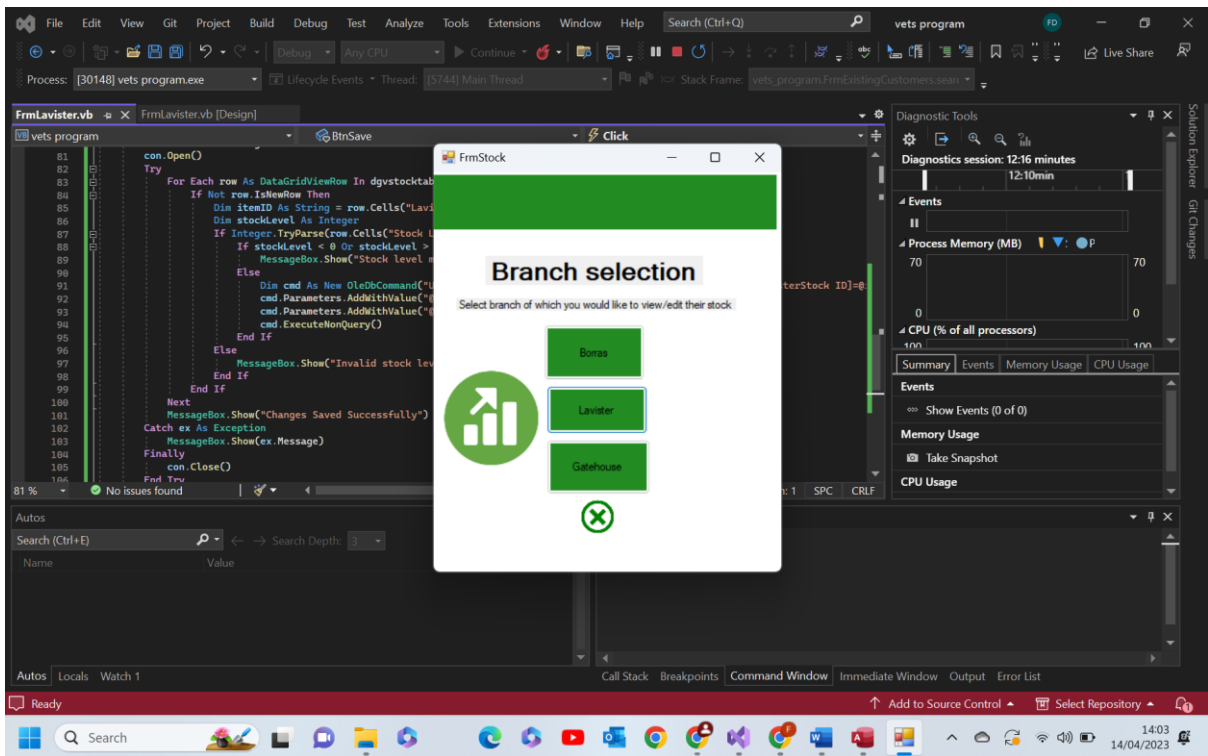 File Edit View Git Project Build Debug Test Analyze Tools Extensions Window Help Search (Ctrl+Q) vets program FD
Debug Any CPU Continue Live Share
Process: [30148] vets program.exe Lifecycle Events Thread: [5744] Main Thread Stack Frame: vets_program.FrmExistingCustomers.sear
FrmLavister.vb FrmLavister.vb [Design]
vets program BtnSave Click
81 con.Open()
82 Try
83 For Each row As DataGridViewRow In dgvstocktab
84 If Not row.IsNewRow Then
85 Dim itemID As String = row.Cells("Lavi
86 Dim stockLevel As Integer
87 If Integer.TryParse(row.Cells("Stock L
88 If stockLevel < 0 Or stockLevel >
89 MessageBox.Show("Stock level m
90 Else
91 Dim cmd As New OleDbCommand("U terStock ID]=@
92 cmd.Parameters.AddWithValue("@
93 cmd.Parameters.AddWithValue("@
94 cmd.ExecuteNonQuery()
95 End If
96 Else
97 MessageBox.Show("Invalid stock lev
98 End If
99 End If
100 Next
101 MessageBox.Show("Changes Saved Successfully")
102 Catch ex As Exception
103 MessageBox.Show(ex.Message)
104 Finally
105 con.Close()
106 End Try
81 % No issues found : 1 SPC CRLF
FrmStock
Branch selection
Select branch of which you would like to view/edit their stock
Borras
Lavister
Gatehouse
Diagnostic Tools
Diagnostics session: 12:16 minutes
12:10min
Events
Process Memory (MB) P
70 70
0 0
CPU (% of all processors)
100 100
Summary Events Memory Usage CPU Usage
Events
Show Events (0 of 0)
Memory Usage
Take Snapshot
CPU Usage
Solution Explorer
Git Changes
Autos
Search (Ctrl+E) Search Depth: 3
Name Value
Autos Locals Watch 1
Call Stack Breakpoints Command Window Immediate Window Output Error List
Ready Add to Source Control Select Repository
Search 14:03
14/04/2023